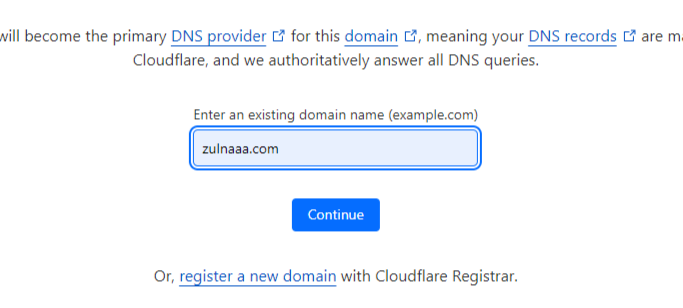 will become the primary DNS provider for this domain, meaning your DNS records are
Cloudflare, and we authoritatively answer all DNS queries.
Enter an existing domain name (example.com)
zulnaaa.com
Continue
Or, register a new domain with Cloudflare Registrar.